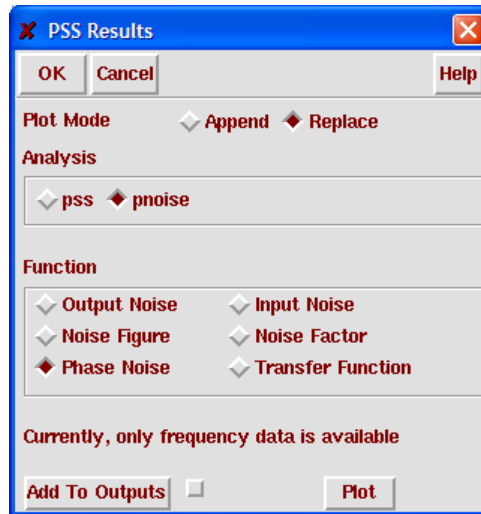 PSS Results
OK Cancel Help
Plot Mode Append Replace
Analysis
pss pnoise
Function
Output Noise Input Noise
Noise Figure Noise Factor
Phase Noise Transfer Function
Currently, only frequency data is available
Add To Outputs Plot